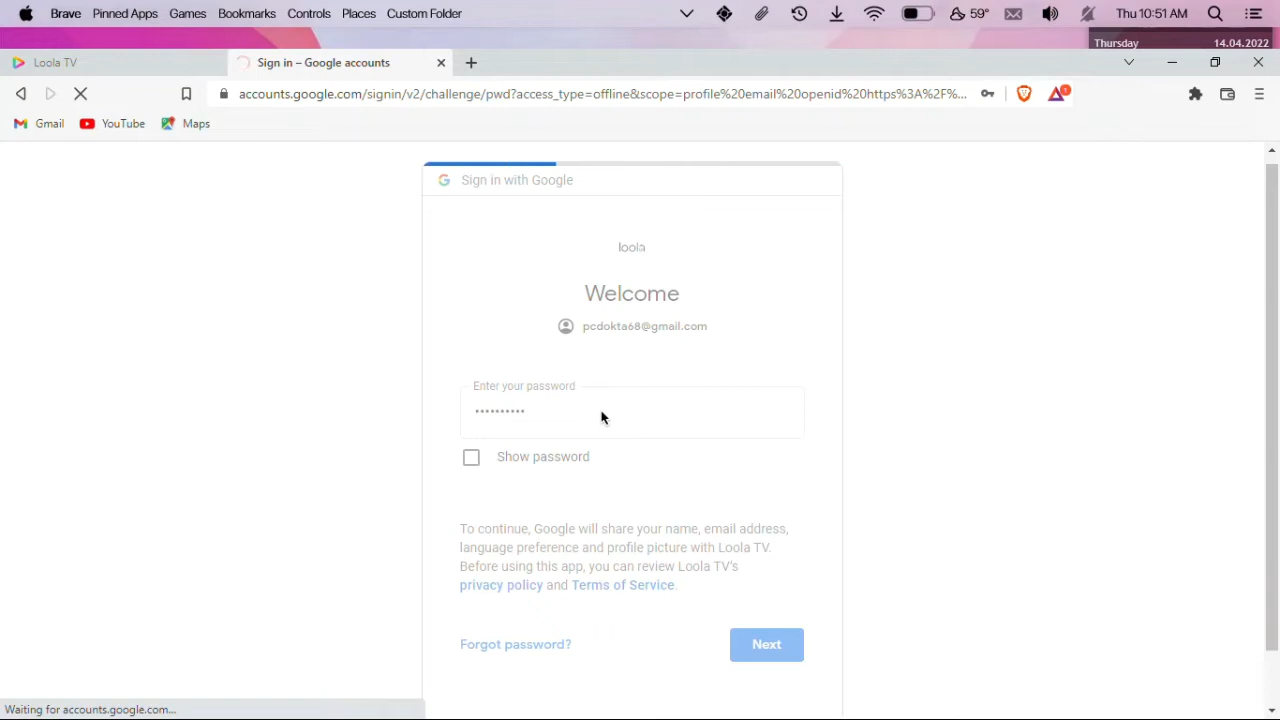 Brave Pinned Apps Games Bookmarks Controls Places Custom Folder 59° Thu 10:51 AM
Thursday 14.04.2022
Loola TV Sign in – Google accounts
accounts.google.com/signin/v2/challenge/pwd?access_type=offline&scope=profile%20email%20openid%20https%3A%2F%... 1
Gmail YouTube Maps
Sign in with Google
loola
Welcome
pcdokta68@gmail.com
Enter your password
••••••••••
Show password
To continue, Google will share your name, email address,
language preference and profile picture with Loola TV.
Before using this app, you can review Loola TV's
privacy policy and Terms of Service.
Forgot password? Next
Waiting for accounts.google.com...